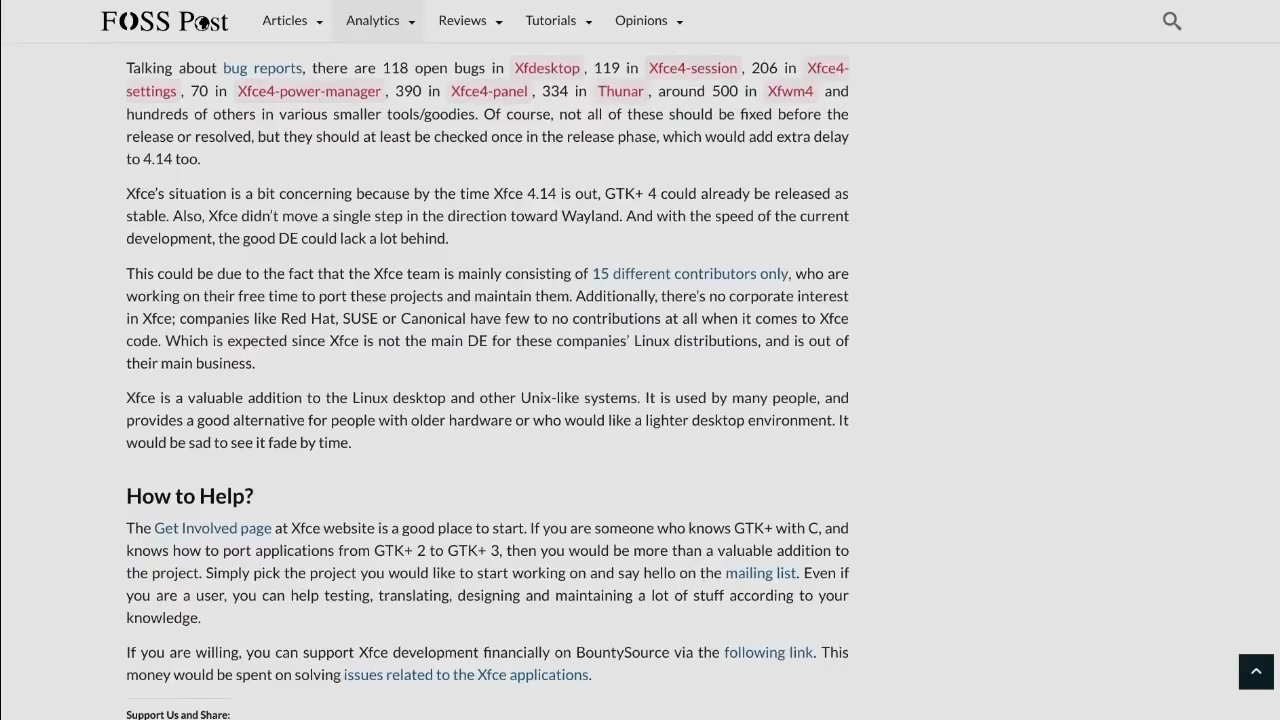 FOSS Post
Articles Analytics Reviews Tutorials Opinions
Talking about bug reports, there are 118 open bugs in Xfdesktop, 119 in Xfce4-session, 206 in Xfce4-
settings, 70 in Xfce4-power-manager, 390 in Xfce4-panel, 334 in Thunar, around 500 in Xfwm4 and
hundreds of others in various smaller tools/goodies. Of course, not all of these should be fixed before the
release or resolved, but they should at least be checked once in the release phase, which would add extra delay
to 4.14 too.
Xfce's situation is a bit concerning because by the time Xfce 4.14 is out, GTK+ 4 could already be released as
stable. Also, Xfce didn't move a single step in the direction toward Wayland. And with the speed of the current
development, the good DE could lack a lot behind.
This could be due to the fact that the Xfce team is mainly consisting of 15 different contributors only, who are
working on their free time to port these projects and maintain them. Additionally, there's no corporate interest
in Xfce; companies like Red Hat, SUSE or Canonical have few to no contributions at all when it comes to Xfce
code. Which is expected since Xfce is not the main DE for these companies' Linux distributions, and is out of
their main business.
Xfce is a valuable addition to the Linux desktop and other Unix-like systems. It is used by many people, and
provides a good alternative for people with older hardware or who would like a lighter desktop environment. It
would be sad to see it fade by time.
How to Help?
The Get Involved page at Xfce website is a good place to start. If you are someone who knows GTK+ with C, and
knows how to port applications from GTK+ 2 to GTK+ 3, then you would be more than a valuable addition to
the project. Simply pick the project you would like to start working on and say hello on the mailing list. Even if
you are a user, you can help testing, translating, designing and maintaining a lot of stuff according to your
knowledge.
If you are willing, you can support Xfce development financially on BountySource via the following link. This
money would be spent on solving issues related to the Xfce applications.
Support Us and Share: